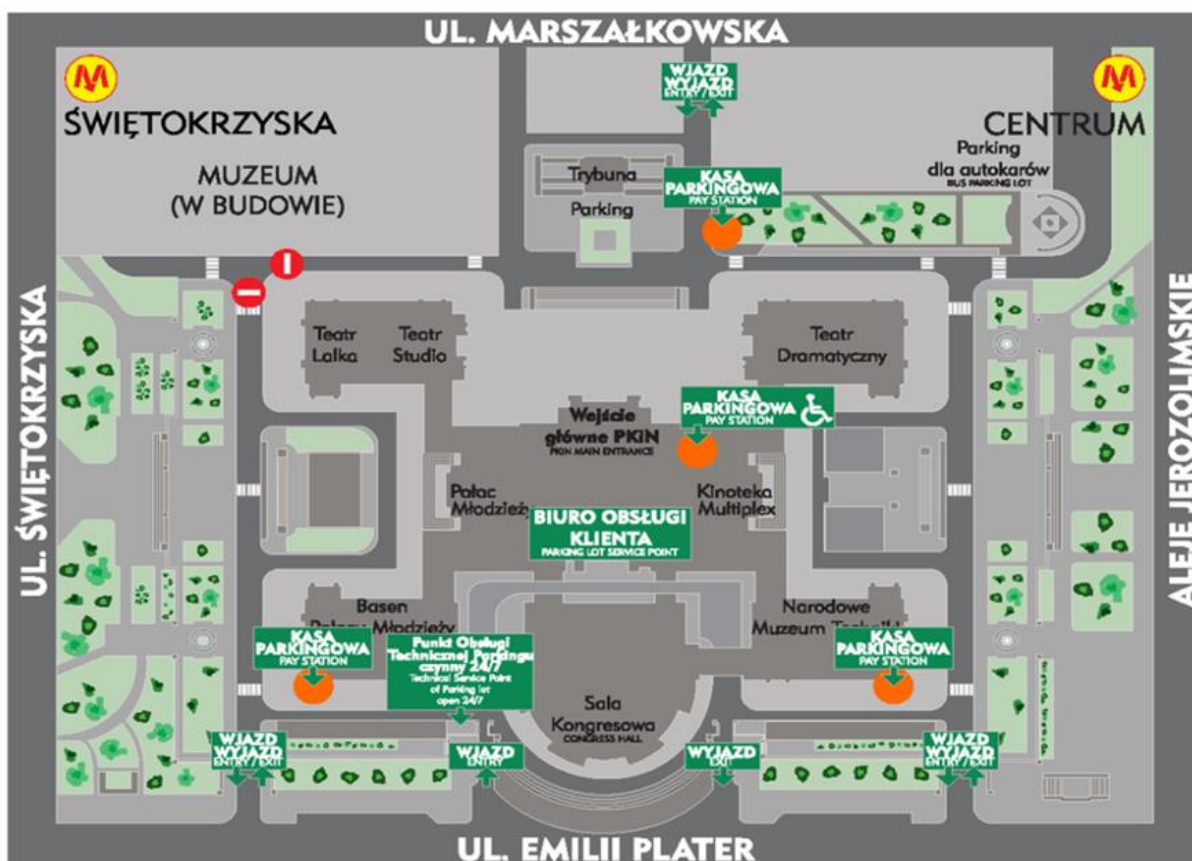 UL. MARSZAŁKOWSKA
WJAZD
WYJAZD
ENTRY / EXIT
ŚWIĘTOKRZYSKA
CENTRUM
MUZEUM
(W BUDOWIE)
Trybuna
Parking
KASA
PARKINGOWA
PAY STATION
Parking
dla autokarów
BUS PARKING LOT
UL. ŚWIĘTOKRZYSKA
ALEJE JEROZOLIMSKIE
Teatr
Lalka
Teatr
Studio
Teatr
Dramatyczny
KASA
PARKINGOWA
PAY STATION
Wejście
główne PKiN
PKIN MAIN ENTRANCE
Pałac
Młodzieży
Kinoteka
Multiplex
BIURO OBSŁUGI
KLIENTA
PARKING LOT SERVICE POINT
Basen
Młodzieży
Narodowe
Muzeum
KASA
PARKINGOWA
PAY STATION
Punkt Obsługi
Technicznej Parkingu
czynny 24/7
Technical Service Point
of Parking lot
open 24/7
KASA
PARKINGOWA
PAY STATION
Sala
Kongresowa
CONGRESS HALL
WJAZD
WYJAZD
ENTRY / EXIT
WJAZD
ENTRY
WYJAZD
EXIT
WJAZD
WYJAZD
ENTRY / EXIT
UL. EMILII PLATER